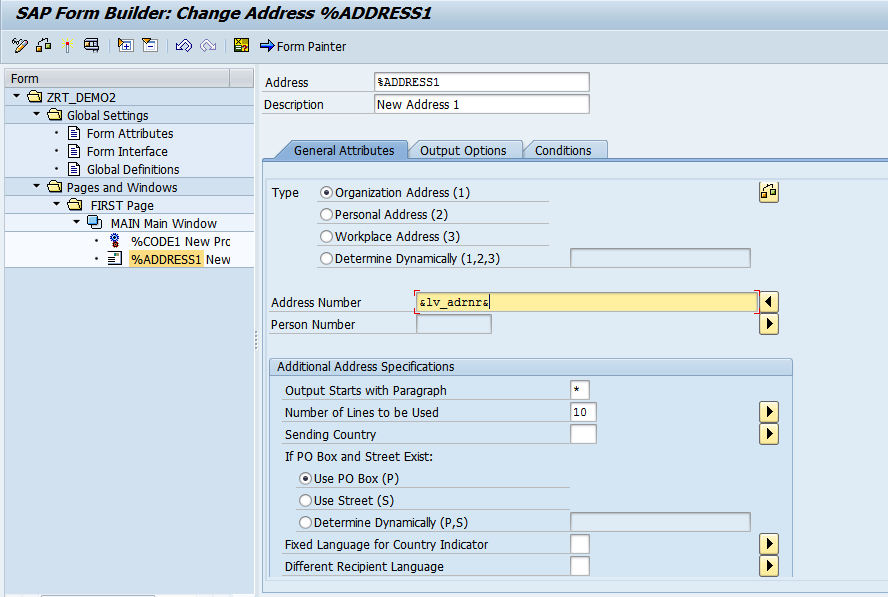 SAP Form Builder: Change Address %ADDRESS1
Form Painter
Form
ZRT_DEMO2
Global Settings
Form Attributes
Form Interface
Global Definitions
Pages and Windows
FIRST Page
MAIN Main Window
%CODE1 New Prc
%ADDRESS1 New
Address %ADDRESS1
Description New Address 1
General Attributes Output Options Conditions
Type Organization Address (1)
Personal Address (2)
Workplace Address (3)
Determine Dynamically (1,2,3)
Address Number &lv_adrnr&
Person Number
Additional Address Specifications
Output Starts with Paragraph *
Number of Lines to be Used 10
Sending Country
If PO Box and Street Exist:
Use PO Box (P)
Use Street (S)
Determine Dynamically (P,S)
Fixed Language for Country Indicator
Different Recipient Language